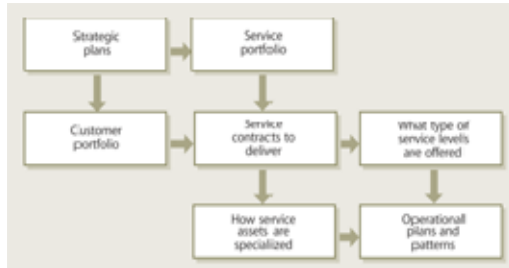 Strategic
plans
Service
portfolio
Customer
portfolio
Service
contracts to
deliver
What type of
service levels
are offered
How service
assets are
specialized
Operational
plans and
patterns